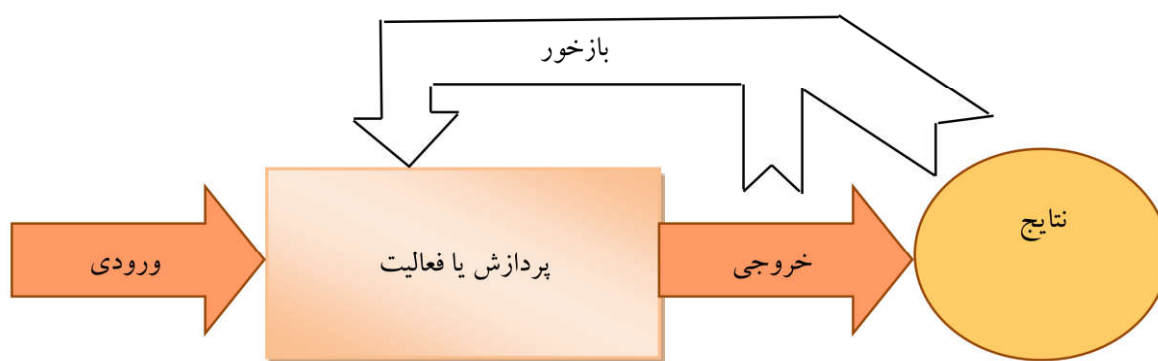 بازخور
نتایج
ورودی
پردازش یا فعالیت
خروجی